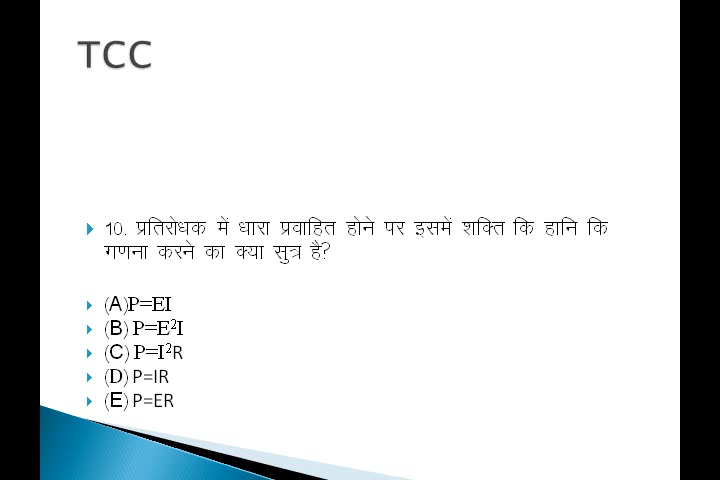 TCC
10. प्रतिरोधक में धारा प्रवाहित होने पर इसमें शक्ति कि हानि कि
गणना करने का क्या सुत्र है?
(A)P=EI
(B) P=E²I
(C) P=I²R
(D) P=IR
(E) P=ER